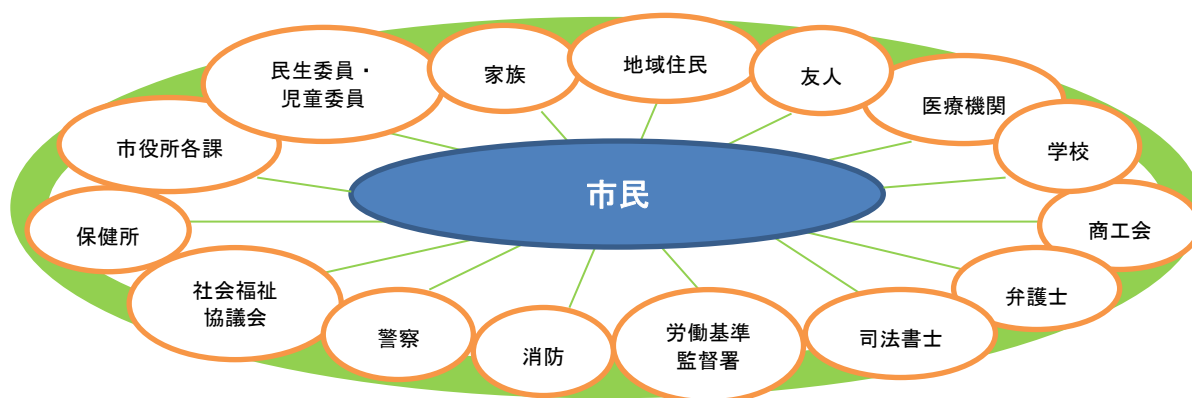 民生委員・
児童委員
家族
地域住民
友人
医療機関
市役所各課
学校
市民
保健所
商工会
社会福祉
協議会
弁護士
警察
消防
労働基準
監督署
司法書士